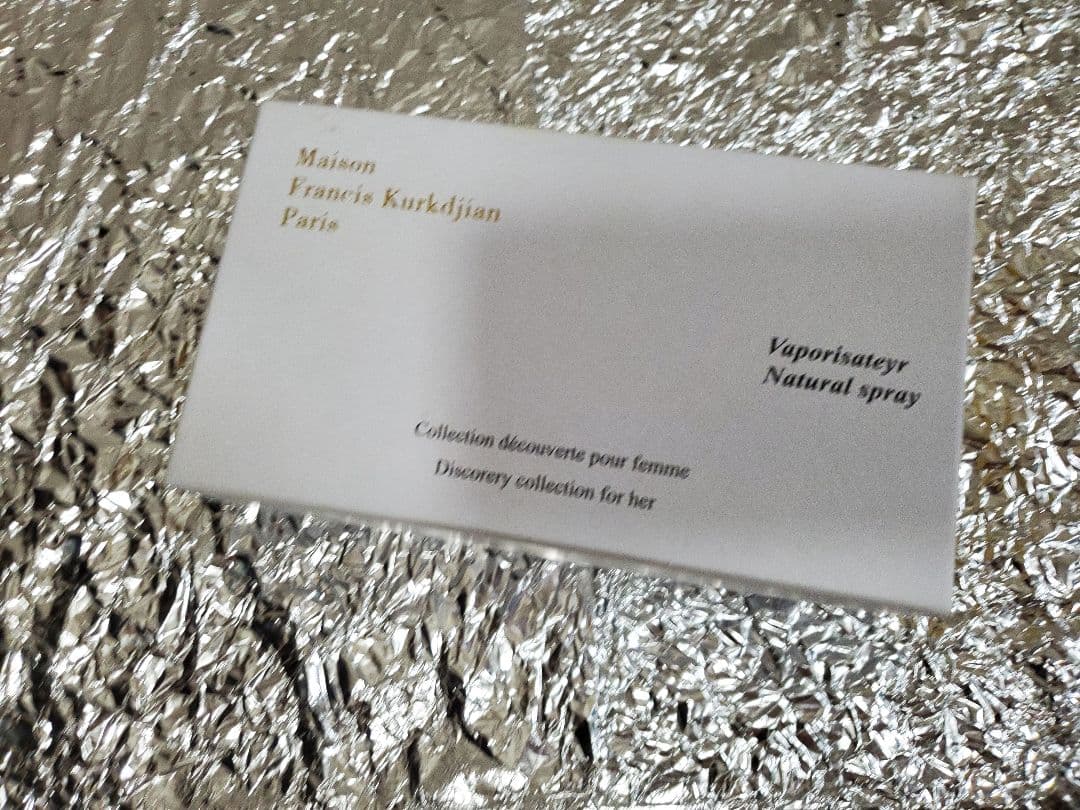 Maison
Francis Kurkdjian
Paris
Vaporisateyr
Natural spray
Collection découverte pour femme
Discorery collection for her